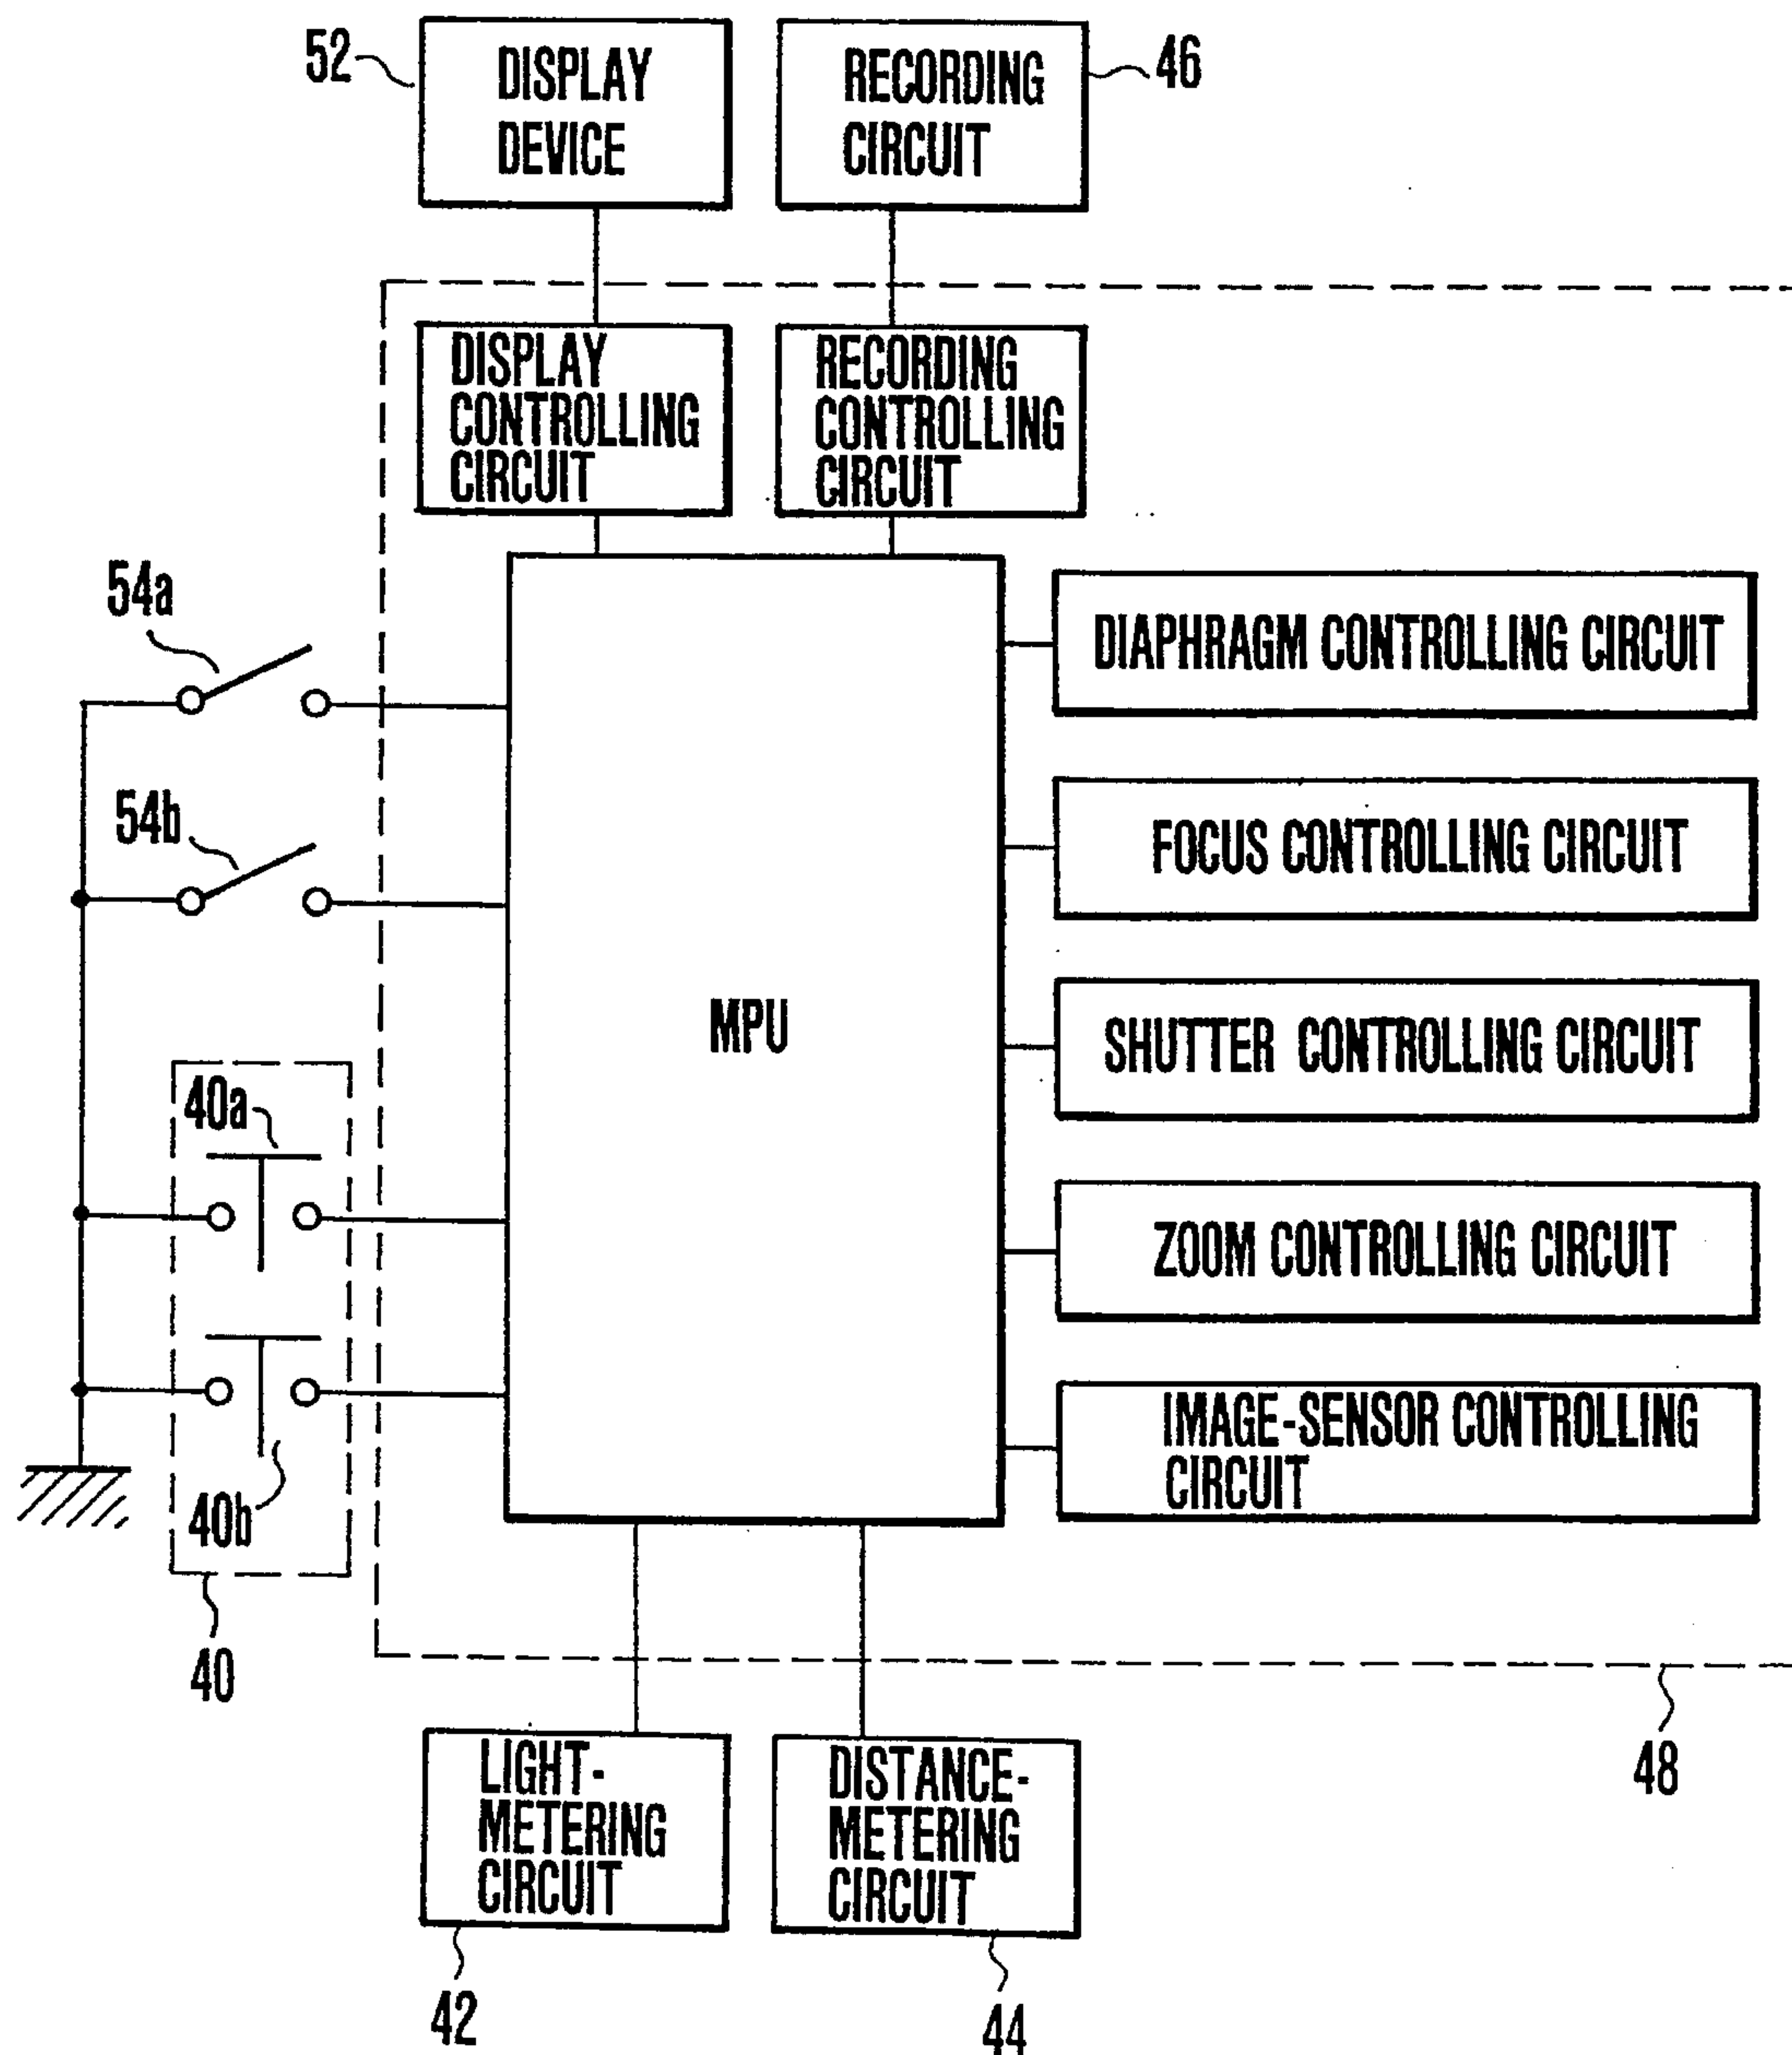 52
DISPLAY
DEVICE
RECORDING
CIRCUIT
46
DISPLAY
CONTROLLING
CIRCUIT
RECORDING
CONTROLLING
CIRCUIT
54a
54b
MPU
DIAPHRAGM CONTROLLING CIRCUIT
FOCUS CONTROLLING CIRCUIT
SHUTTER CONTROLLING CIRCUIT
ZOOM CONTROLLING CIRCUIT
IMAGE-SENSOR CONTROLLING
CIRCUIT
40a
40b
40
48
LIGHT-
METERING
CIRCUIT
DISTANCE-
METERING
CIRCUIT
42
44